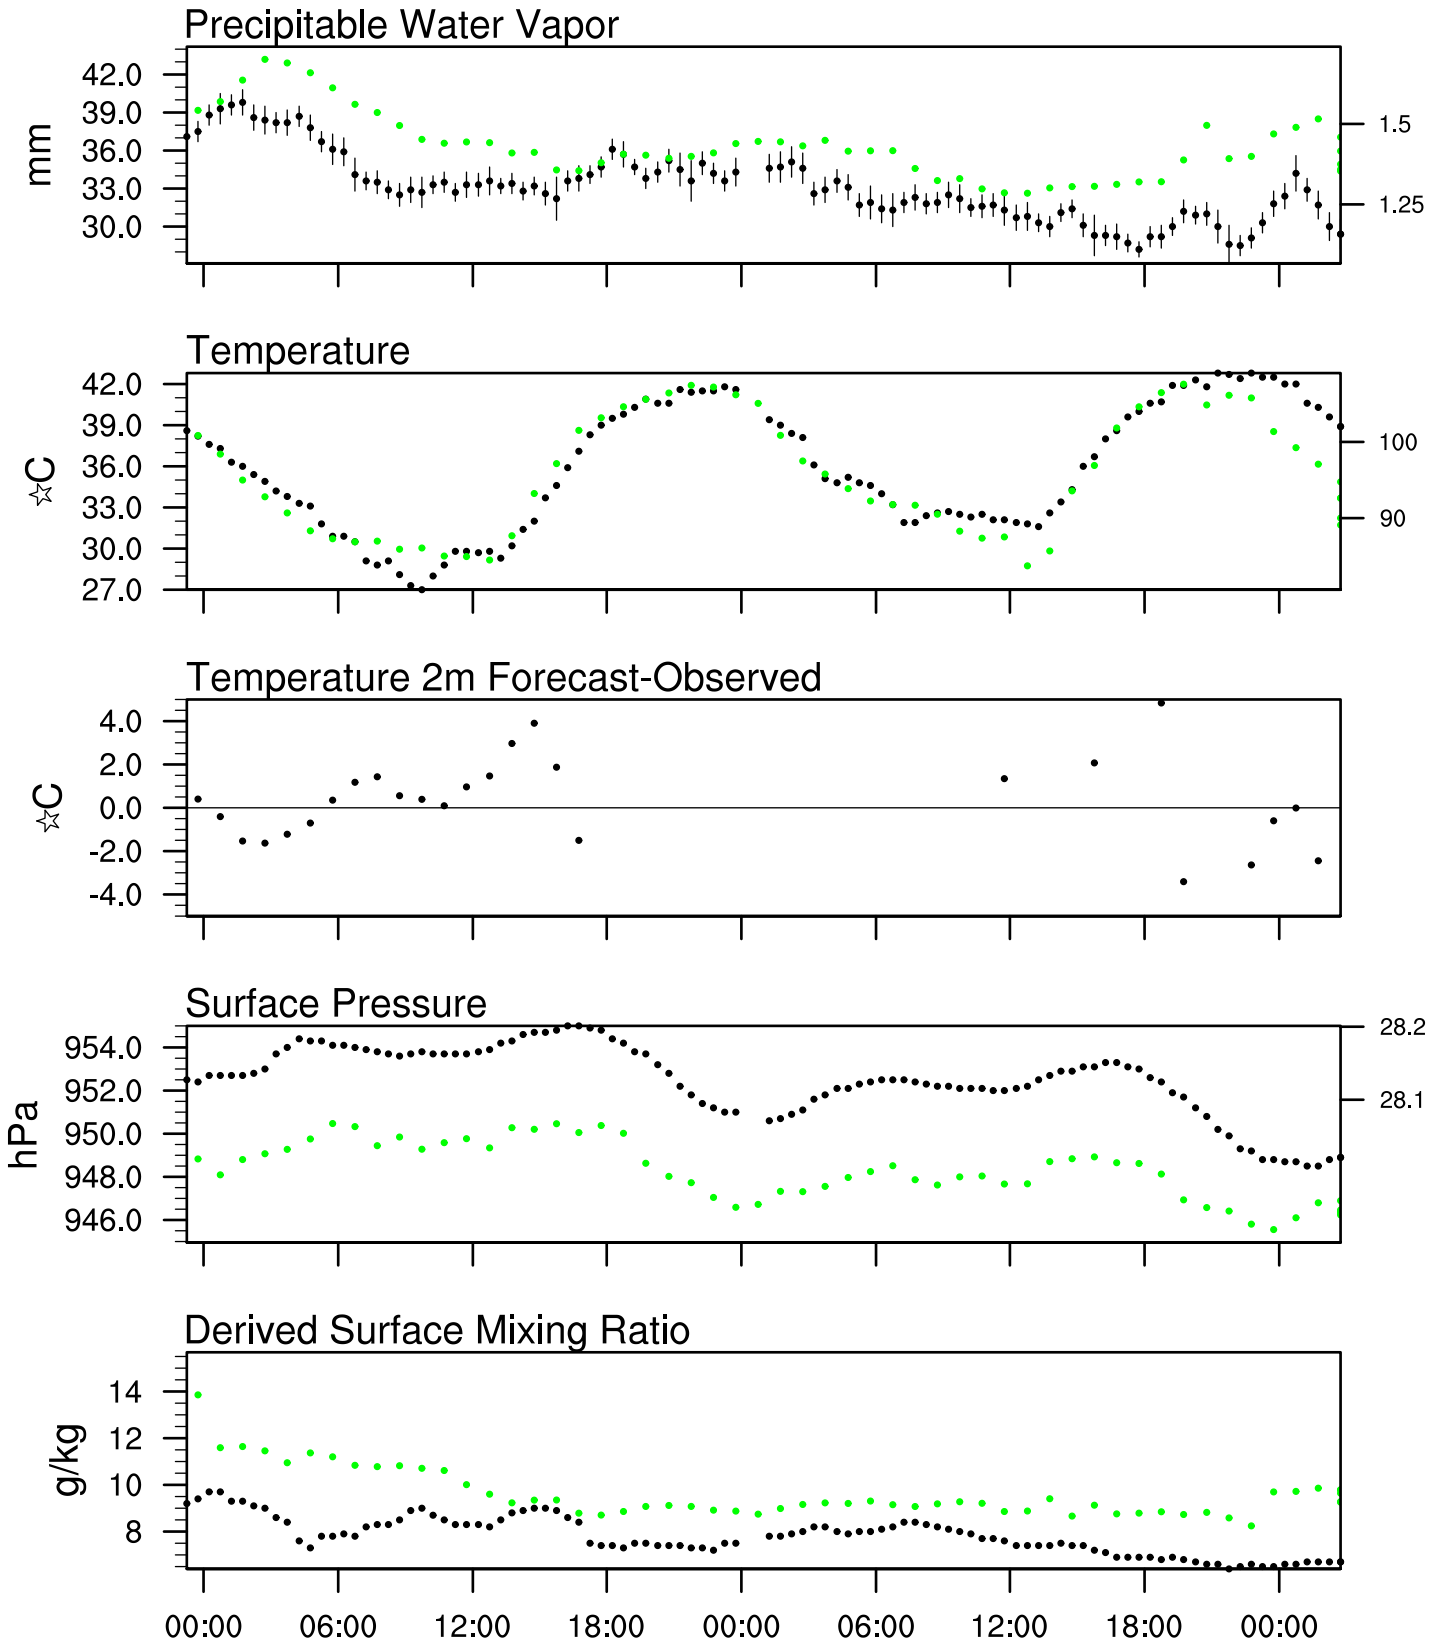 Precipitable Water Vapor
mm
42.0
39.0
36.0
33.0
30.0
1.5
1.25
Temperature
☆C
42.0
39.0
36.0
33.0
30.0
27.0
100
90
Temperature 2m Forecast-Observed
☆C
4.0
2.0
0.0
-2.0
-4.0
Surface Pressure
hPa
954.0
952.0
950.0
948.0
946.0
28.2
28.1
Derived Surface Mixing Ratio
g/kg
14
12
10
8
00:00 06:00 12:00 18:00 00:00 06:00 12:00 18:00 00:00